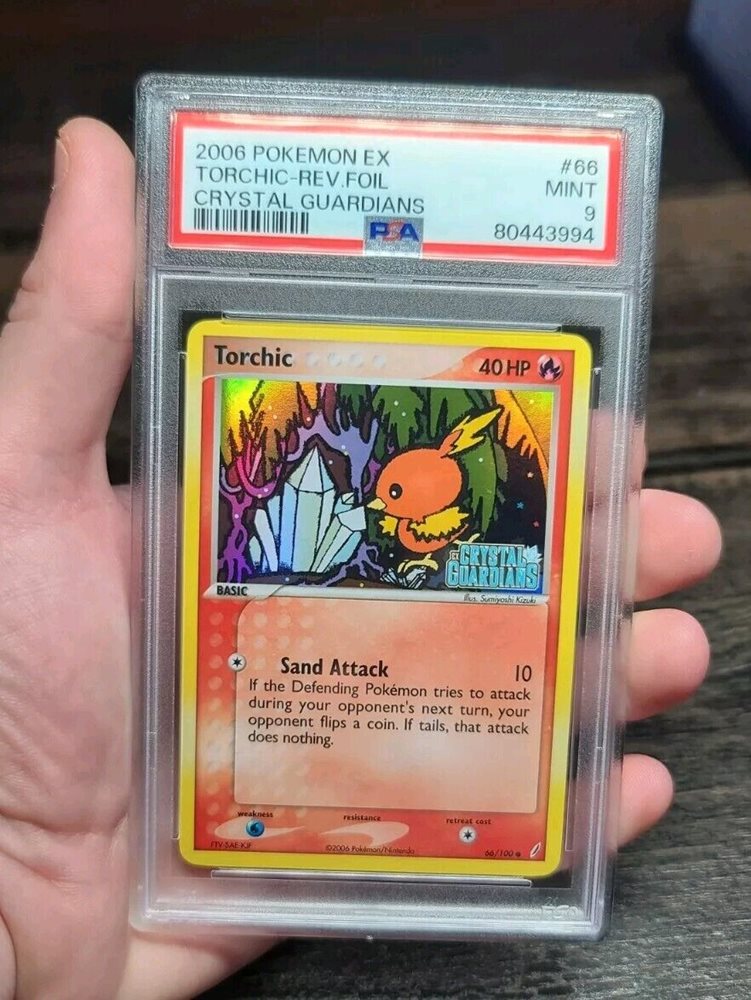 2006 POKEMON EX #66
TORCHIC-REV.FOIL MINT
CRYSTAL GUARDIANS 9
PSA 80443994
Torchic 40 HP
EX CRYSTAL
GUARDIANS
BASIC
Illus. Sumiyoshi Kizuki
Sand Attack 10
If the Defending Pokémon tries to attack
during your opponent's next turn, your
opponent flips a coin. If tails, that attack
does nothing.
weakness resistance retreat cost
©2006 Pokémon/Nintendo 66/100